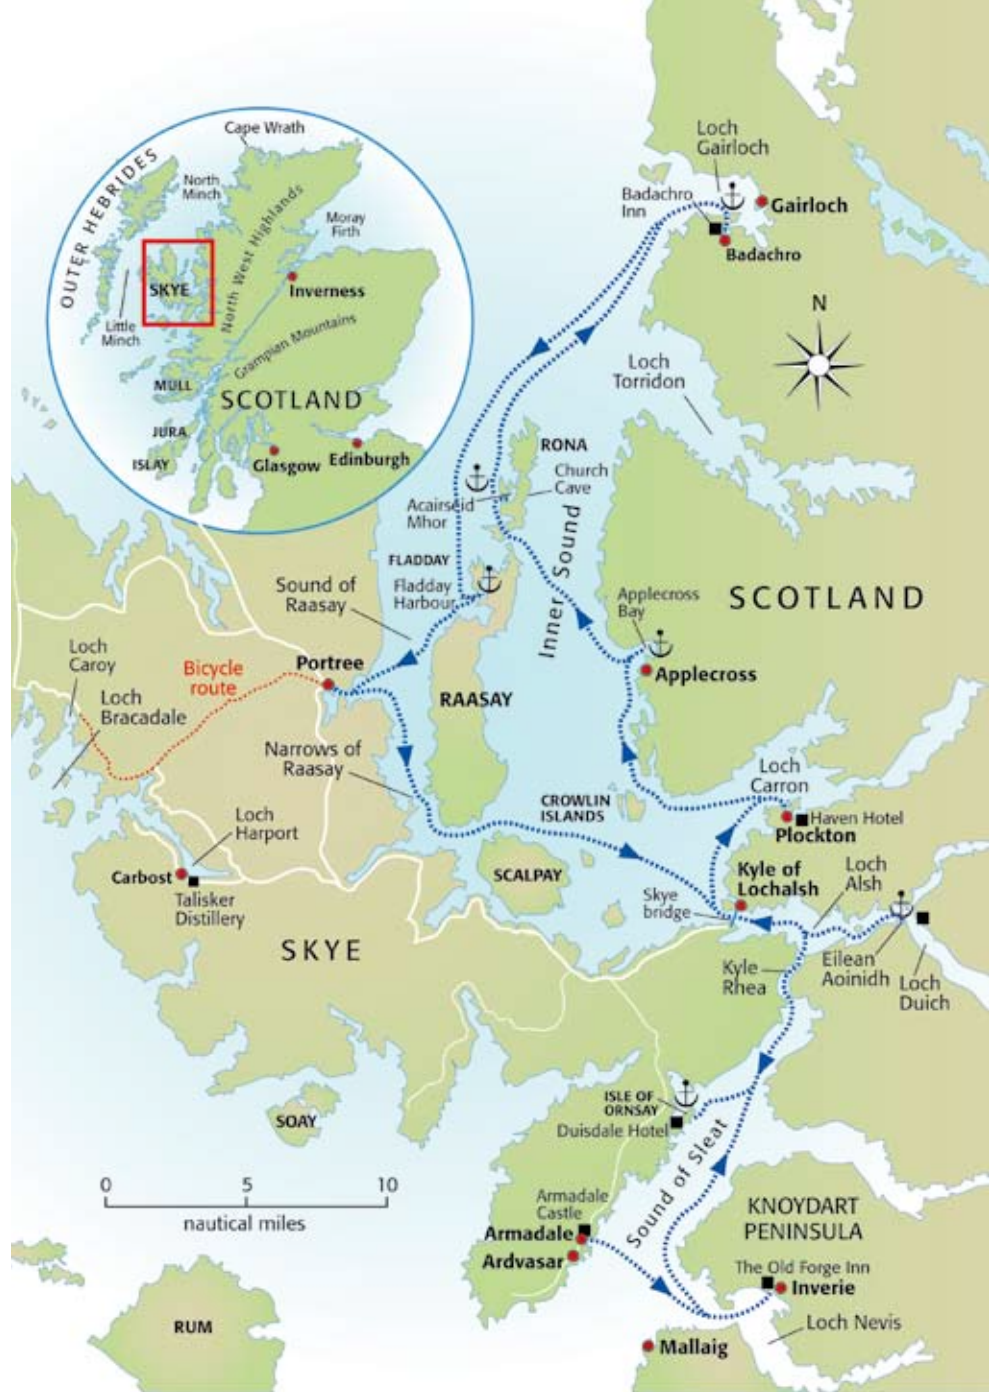 Cape Wrath
OUTER HEBRIDES
North
Minch
North West Highlands
Moray
Firth
SKYE
Inverness
Little
Minch
Grampian Mountains
MULL
SCOTLAND
JURA
ISLAY
Glasgow
Edinburgh
Loch
Gairloch
Badachro
Inn
Gairloch
Badachro
N
Loch
Torridon
RONA
Church
Cave
Acairseid
Mhor
Inner Sound
FLADDAY
Fladday
Harbour
Sound of
Raasay
Applecross
Bay
SCOTLAND
Loch
Caroy
Bicycle
route
Portree
Applecross
Loch
Bracadale
RAASAY
Narrows of
Raasay
Loch
Carron
CROWLIN
ISLANDS
Haven Hotel
Plockton
Loch
Harport
Carbost
Talisker
Distillery
SCALPAY
Kyle of
Lochalsh
Loch
Alsh
Skye
bridge
SKYE
Kyle
Rhea
Eilean
Aoinidh
Loch
Duich
ISLE OF
ORNSAY
Duisdale Hotel
SOAY
Sound of Sleat
0 5 10
nautical miles
Armadale
Castle
Armadale
Ardvasar
KNOYDART
PENINSULA
The Old Forge Inn
Inverie
RUM
Loch Nevis
Mallaig